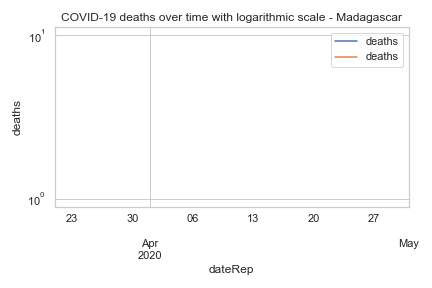 COVID-19 deaths over time with logarithmic scale - Madagascar
deaths
deaths
10¹
deaths
10⁰
23 30 06 13 20 27
Apr May
2020
dateRep